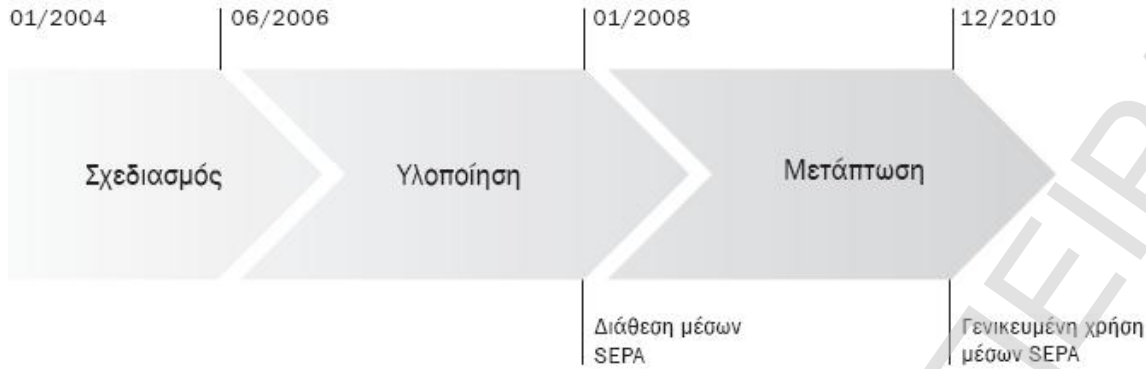 01/2004
06/2006
01/2008
12/2010
Σχεδιασμός
Υλοποίηση
Μετάπτωση
Διάθεση μέσων
SEPA
Γενικευμένη χρήση
μέσων SEPA